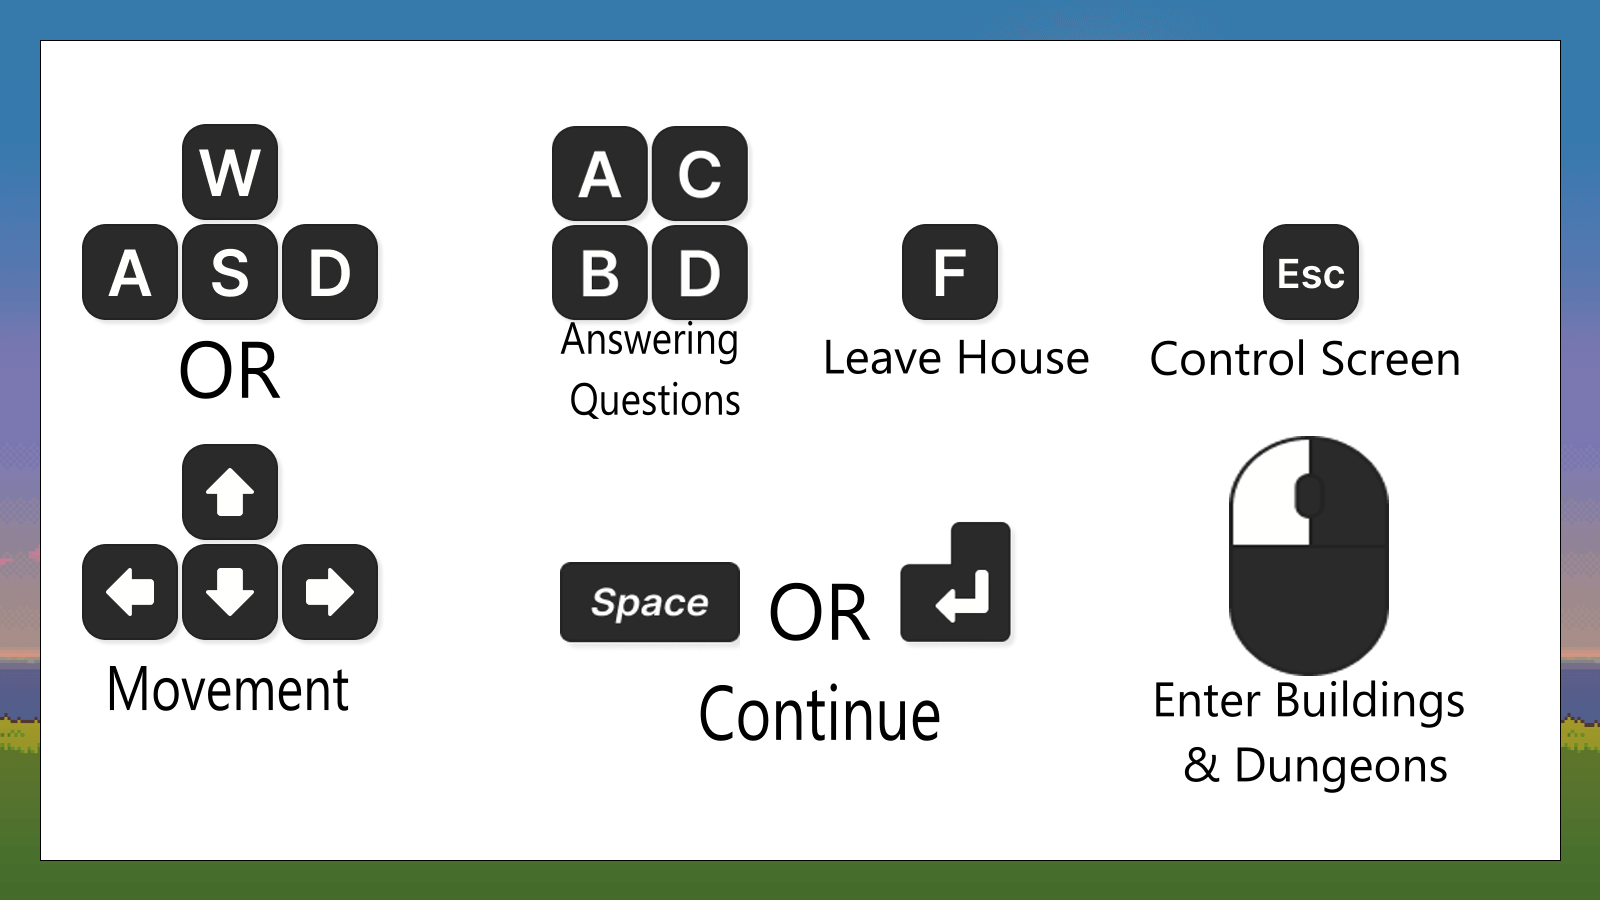 W
A S D
OR
Movement
A C
B D
Answering
Questions
F
Leave House
Esc
Control Screen
Space OR
Continue
Enter Buildings
& Dungeons